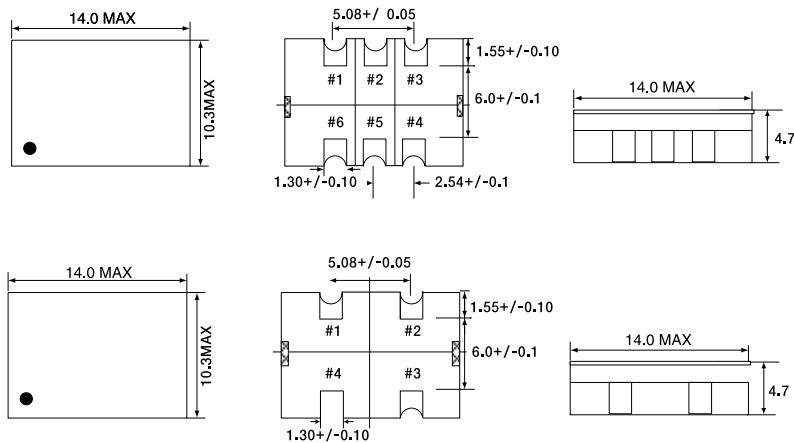 14.0 MAX
10.3MAX
5.08+/ 0.05
1.55+/-0.10
#1 #2 #3
6.0+/-0.1
#6 #5 #4
1.30+/-0.10
2.54+/-0.1
14.0 MAX
4.7
14.0 MAX
10.3MAX
5.08+/-0.05
1.55+/-0.10
#1 #2
6.0+/-0.1
#4 #3
1.30+/-0.10
14.0 MAX
4.7